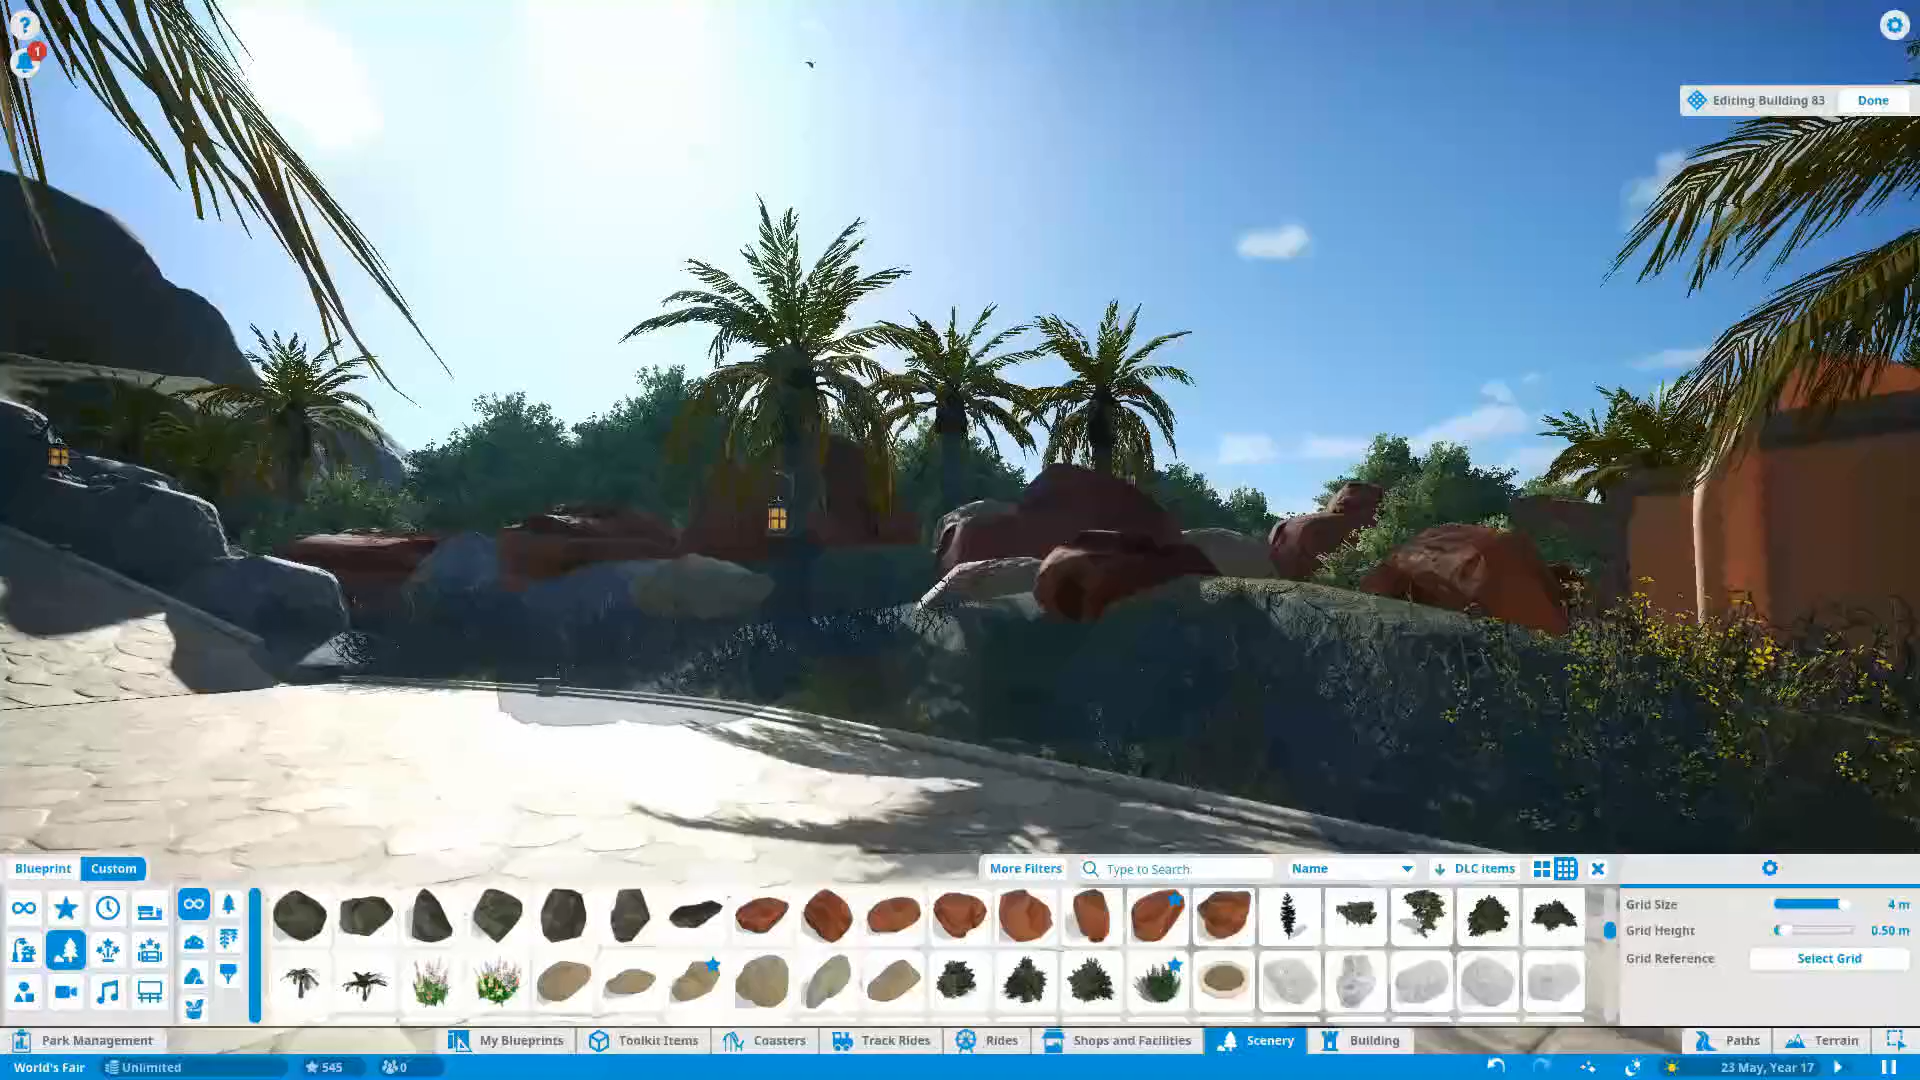 ?
1
Editing Building 83
Done
Blueprint
Custom
More Filters
Type to Search
Name
DLC items
Grid Size
4 m
Grid Height
0.50 m
Grid Reference
Select Grid
Park Management
My Blueprints
Toolkit Items
Coasters
Track Rides
Rides
Shops and Facilities
Scenery
Building
Paths
Terrain
World's Fair
Unlimited
545
0
23 May, Year 17